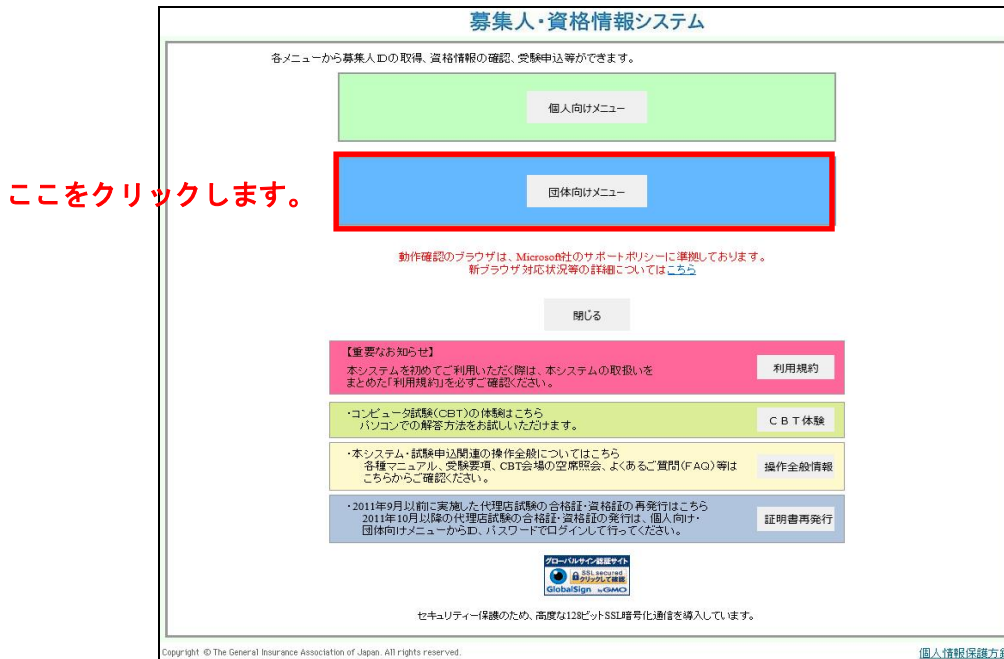 募集人・資格情報システム
各メニューから募集人IDの取得、資格情報の確認、受験申込等ができます。
個人向けメニュー
ここをクリックします。
団体向けメニュー
動作確認のブラウザは、Microsoft社のサポートポリシーに準拠しております。
新ブラウザ対応状況等の詳細についてはこちら
閉じる
【重要なお知らせ】
本システムを初めてご利用いただく際は、本システムの取扱いを
まとめた「利用規約」を必ずご確認ください。
利用規約
・コンピュータ試験(CBT)の体験はこちら
パソコンでの解答方法をお試しいただけます。
ＣＢＴ体験
・本システム・試験申込関連の操作全般についてはこちら
各種マニュアル、受験要項、CBT会場の空席照会、よくあるご質問(FAQ)等は
こちらからご確認ください。
操作全般情報
・2011年9月以前に実施した代理店試験の合格証・資格証の再発行はこちら
2011年10月以降の代理店試験の合格証・資格証の発行は、個人向け・
団体向けメニューからID、パスワードでログインして行ってください。
証明書再発行
グローバルサイン認証サイト
SSL secured
クリックして確認
GlobalSign by GMO
セキュリティー保護のため、高度な128ビットSSL暗号化通信を導入しています。
Copyright © The General Insurance Association of Japan. All rights reserved.
個人情報保護方針